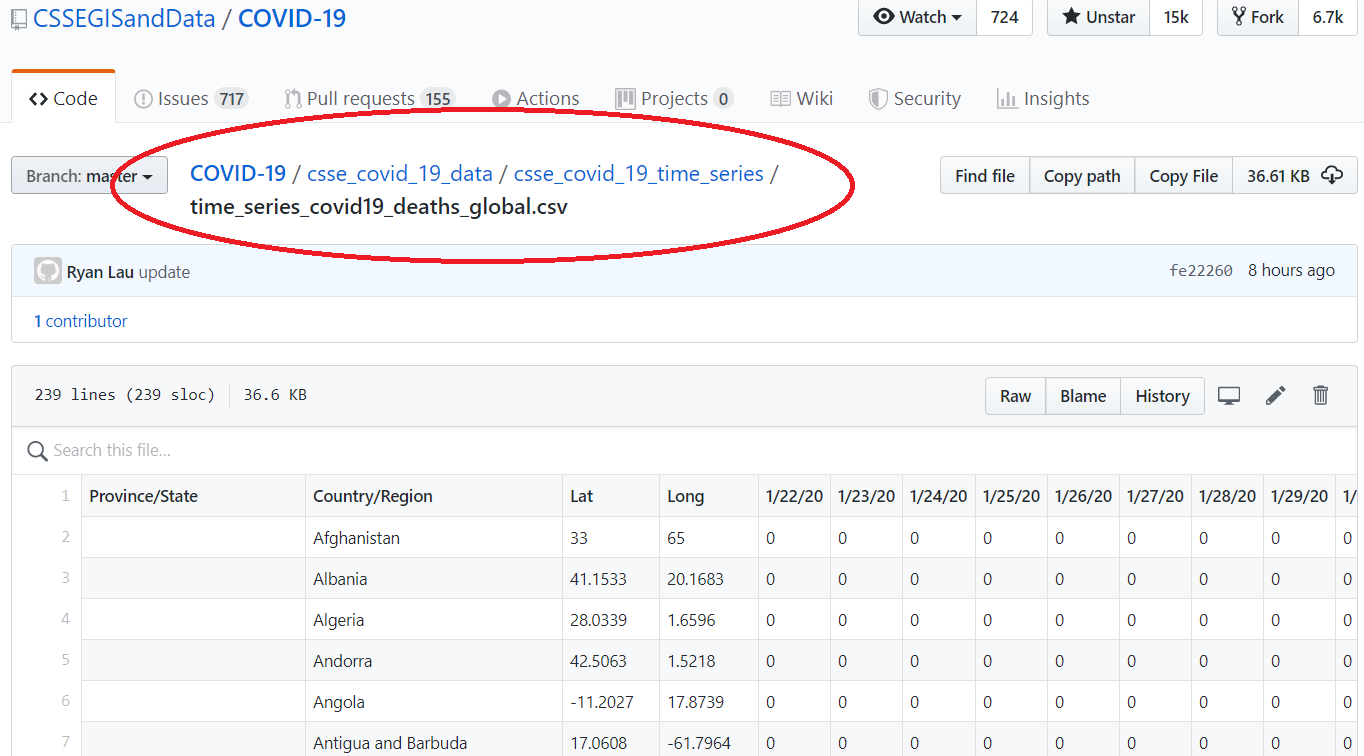 CSSEGISandData / COVID-19
Watch 724 Unstar 15k Fork 6.7k
Code Issues 717 Pull requests 155 Actions Projects 0 Wiki Security Insights
Branch: master COVID-19 / csse_covid_19_data / csse_covid_19_time_series / Find file Copy path Copy File 36.61 KB
time_series_covid19_deaths_global.csv
Ryan Lau update fe22260 8 hours ago
1 contributor
239 lines (239 sloc) 36.6 KB Raw Blame History
Search this file...
1 Province/State Country/Region Lat Long 1/22/20 1/23/20 1/24/20 1/25/20 1/26/20 1/27/20 1/28/20 1/29/20 1/
2 Afghanistan 33 65 0 0 0 0 0 0 0 0 0
3 Albania 41.1533 20.1683 0 0 0 0 0 0 0 0 0
4 Algeria 28.0339 1.6596 0 0 0 0 0 0 0 0 0
5 Andorra 42.5063 1.5218 0 0 0 0 0 0 0 0 0
6 Angola -11.2027 17.8739 0 0 0 0 0 0 0 0 0
7 Antigua and Barbuda 17.0608 -61.7964 0 0 0 0 0 0 0 0 0